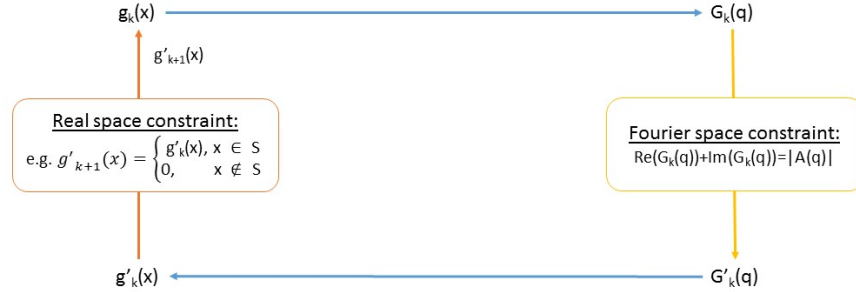 gₖ(x)
Gₖ(q)
g'ₖ₊₁(x)
Real space constraint:
e.g. g'ₖ₊₁(x) = { g'ₖ(x), x ∈ S
0, x ∉ S
Fourier space constraint:
Re(Gₖ(q))+Im(Gₖ(q))=|A(q)|
g'ₖ(x)
G'ₖ(q)